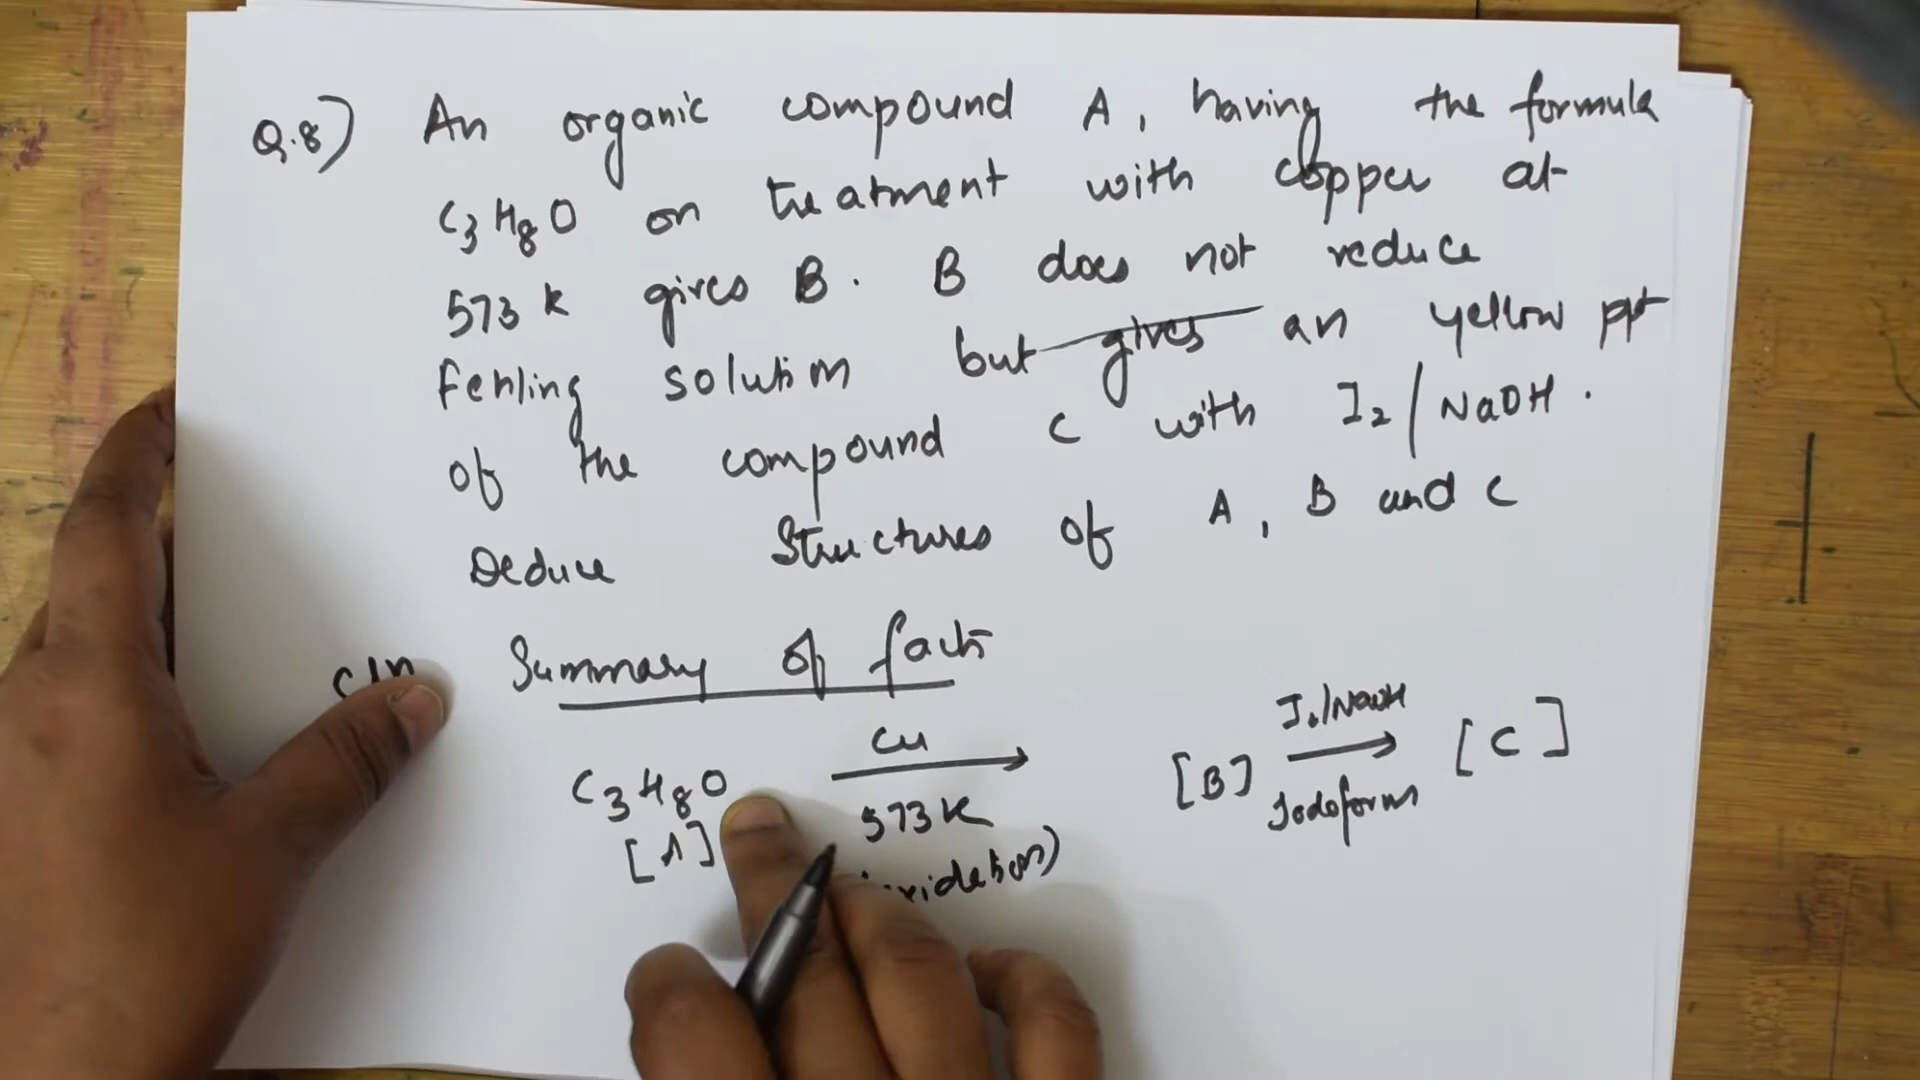 Q.8) An organic compound A, having the formula
C3H8O on treatment with copper at
573 K gives B. B does not reduce
Fehling solution but gives an yellow ppt
of the compound C with I2/NaOH.
Deduce Structures of A, B and C
Summary of facts
C3H8O Cu [B] I2/NaOH [C]
[A] 573K Iodoform